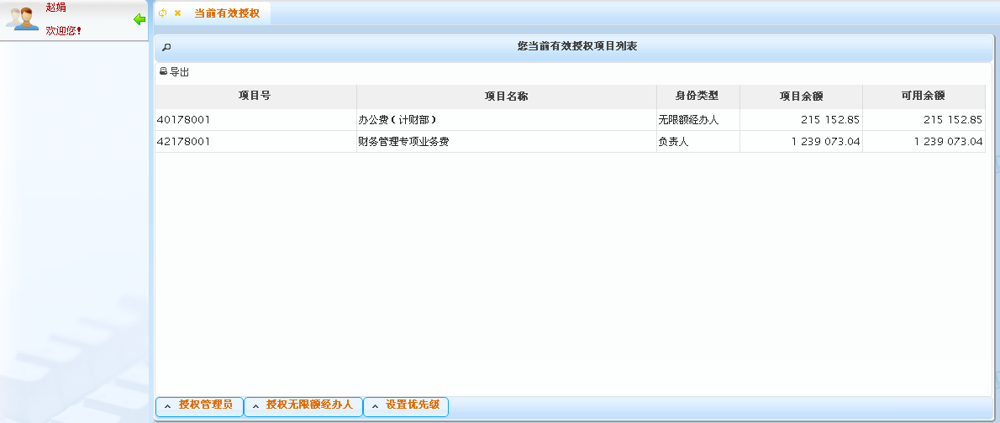 赵娟
欢迎您！
当前有效授权
您当前有效授权项目列表
导出
项目号 项目名称 身份类型 项目余额 可用余额
40178001 办公费（计财部） 无限额经办人 215 152.85 215 152.85
42178001 财务管理专项业务费 负责人 1 239 073.04 1 239 073.04
授权管理员 授权无限额经办人 设置优先级